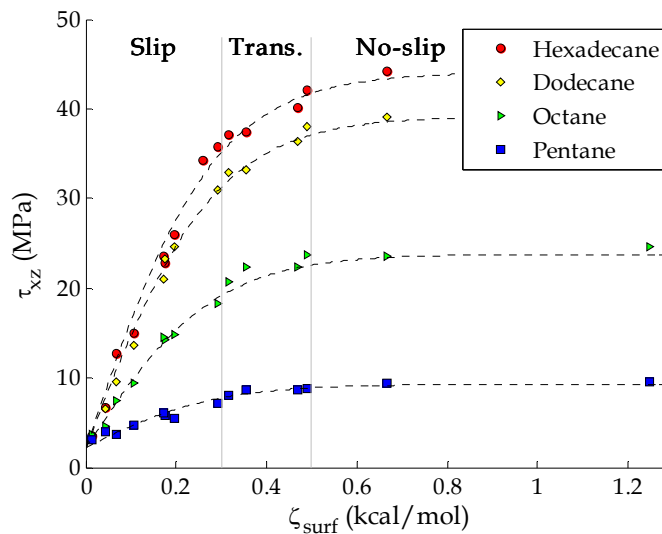 Slip Trans. No-slip
Hexadecane
Dodecane
Octane
Pentane
50
40
30
20
10
0
τxz (MPa)
0 0.2 0.4 0.6 0.8 1 1.2
ζsurf (kcal/mol)